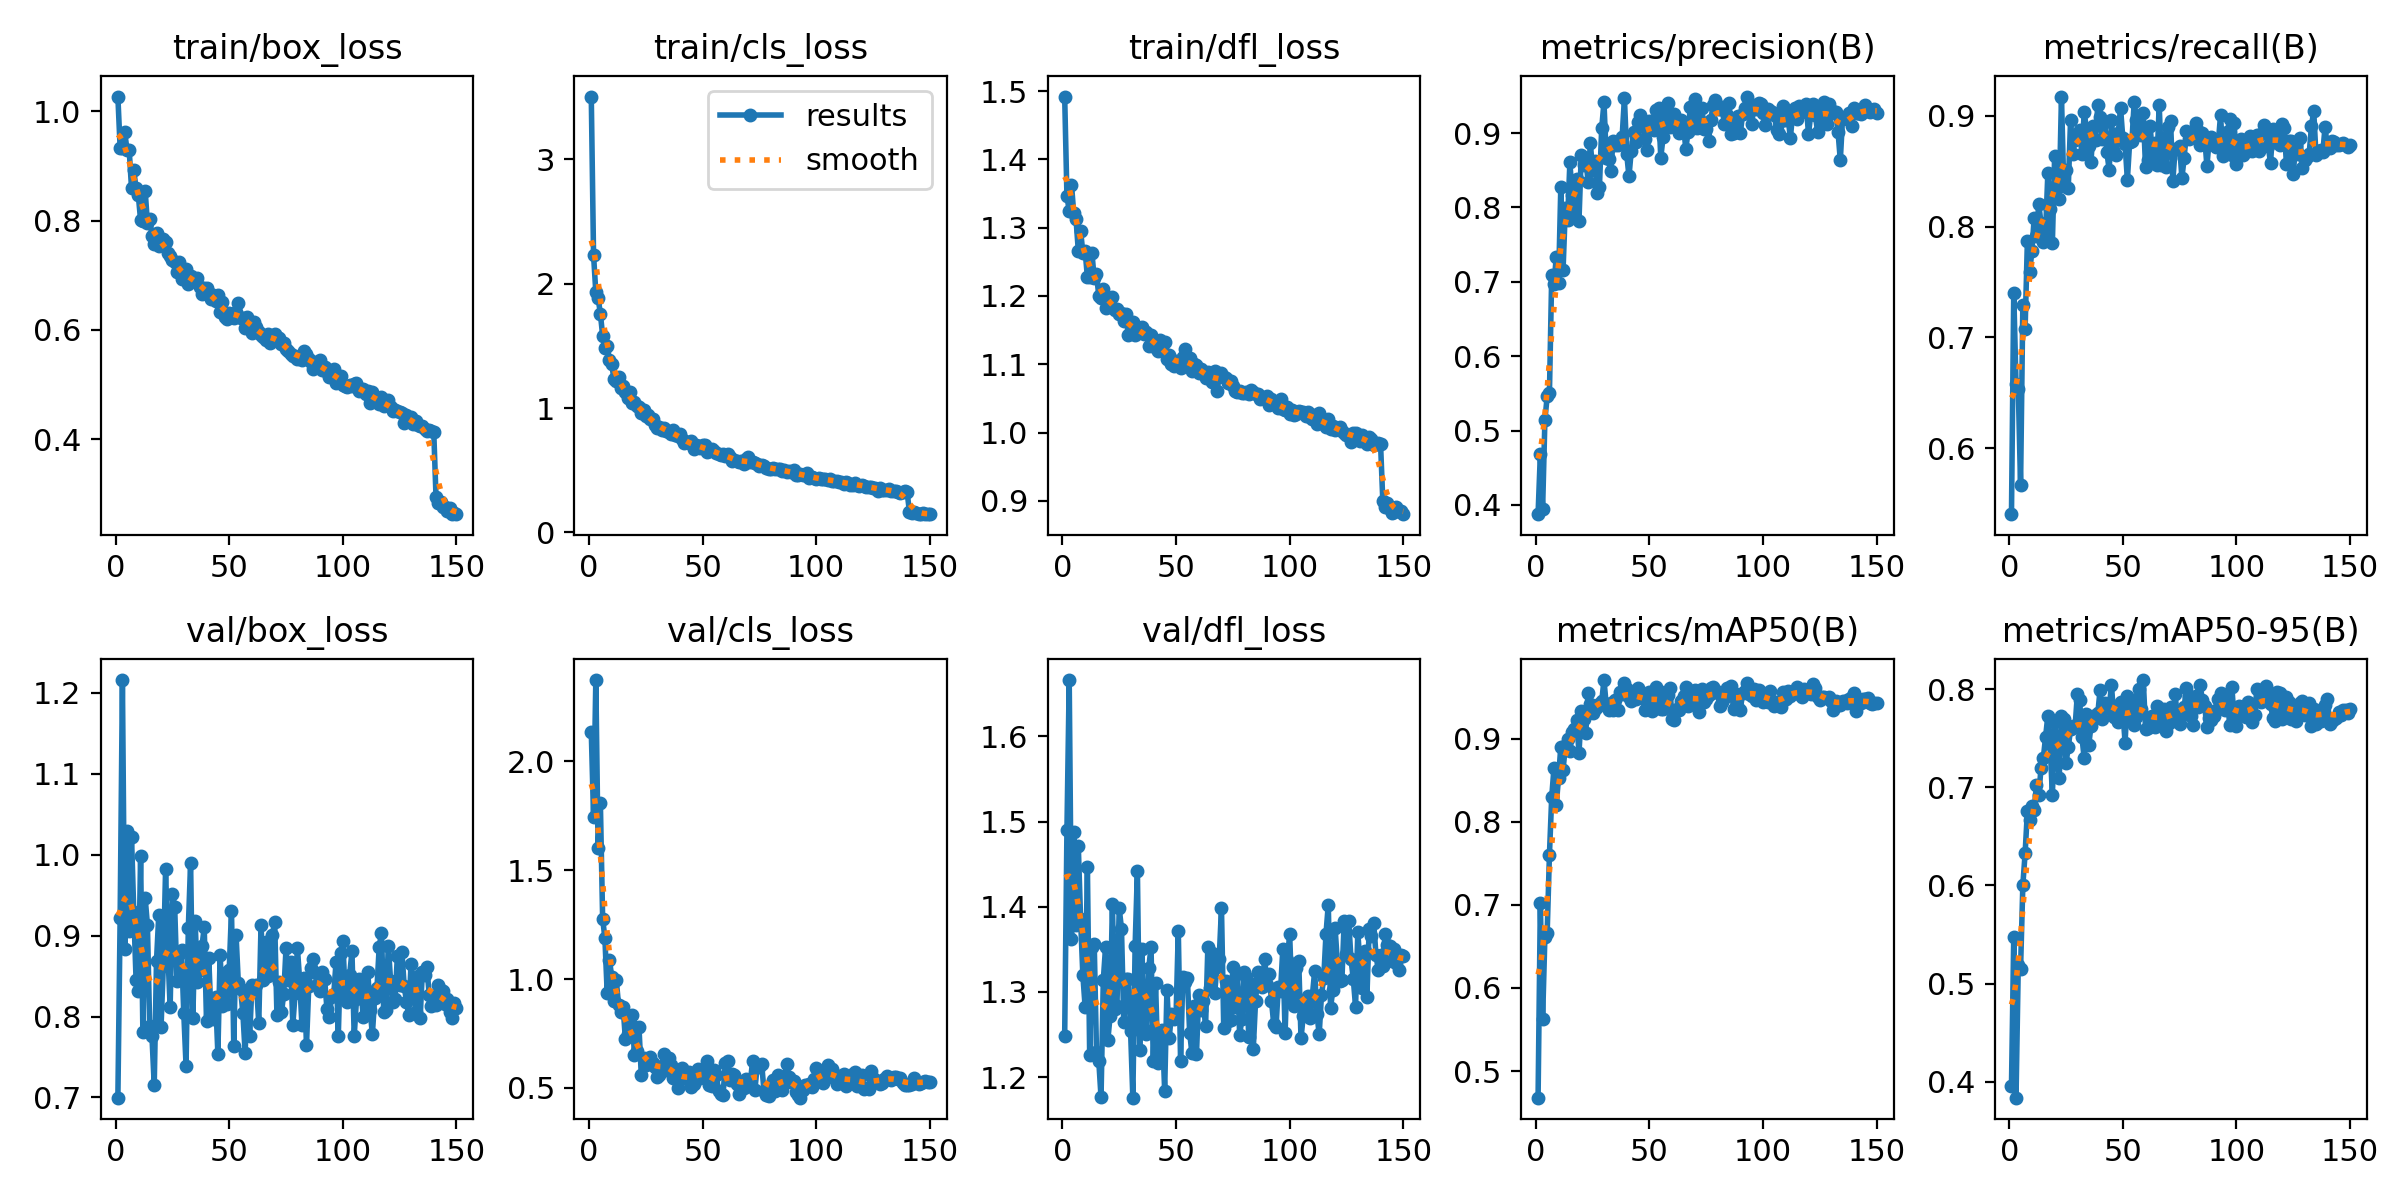 train/box_loss
1.0
0.8
0.6
0.4
0 50 100 150
train/cls_loss
results
smooth
3
2
1
0
0 50 100 150
train/dfl_loss
1.5
1.4
1.3
1.2
1.1
1.0
0.9
0 50 100 150
metrics/precision(B)
0.9
0.8
0.7
0.6
0.5
0.4
0 50 100 150
metrics/recall(B)
0.9
0.8
0.7
0.6
0 50 100 150
val/box_loss
1.2
1.1
1.0
0.9
0.8
0.7
0 50 100 150
val/cls_loss
2.0
1.5
1.0
0.5
0 50 100 150
val/dfl_loss
1.6
1.5
1.4
1.3
1.2
0 50 100 150
metrics/mAP50(B)
0.9
0.8
0.7
0.6
0.5
0 50 100 150
metrics/mAP50-95(B)
0.8
0.7
0.6
0.5
0.4
0 50 100 150